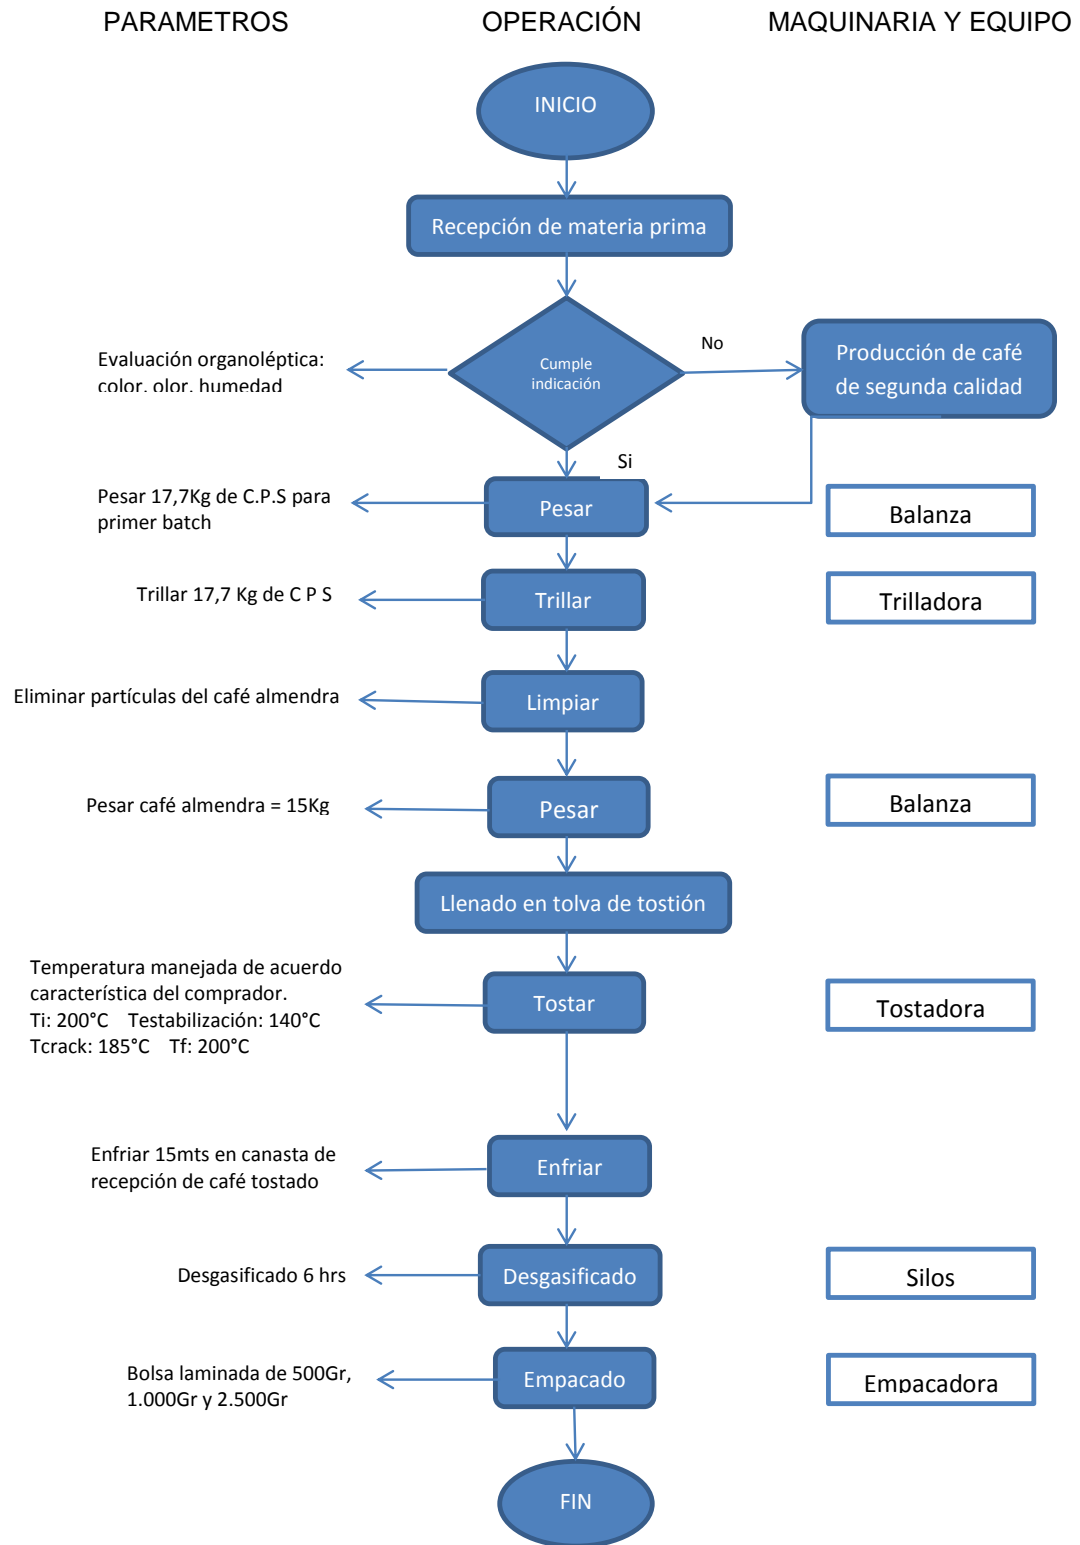 PARAMETROS
OPERACIÓN
MAQUINARIA Y EQUIPO
INICIO
Recepción de materia prima
Evaluación organoléptica:
color, olor, humedad
Cumple
indicación
No
Producción de café
de segunda calidad
Si
Pesar 17,7Kg de C.P.S para
primer batch
Pesar
Balanza
Trillar 17,7 Kg de C P S
Trillar
Trilladora
Eliminar partículas del café almendra
Limpiar
Pesar café almendra = 15Kg
Pesar
Balanza
Llenado en tolva de tostión
Temperatura manejada de acuerdo
característica del comprador.
Ti: 200°C Testabilización: 140°C
Tcrack: 185°C Tf: 200°C
Tostar
Tostadora
Enfriar 15mts en canasta de
recepción de café tostado
Enfriar
Desgasificado 6 hrs
Desgasificado
Silos
Bolsa laminada de 500Gr,
1.000Gr y 2.500Gr
Empacado
Empacadora
FIN